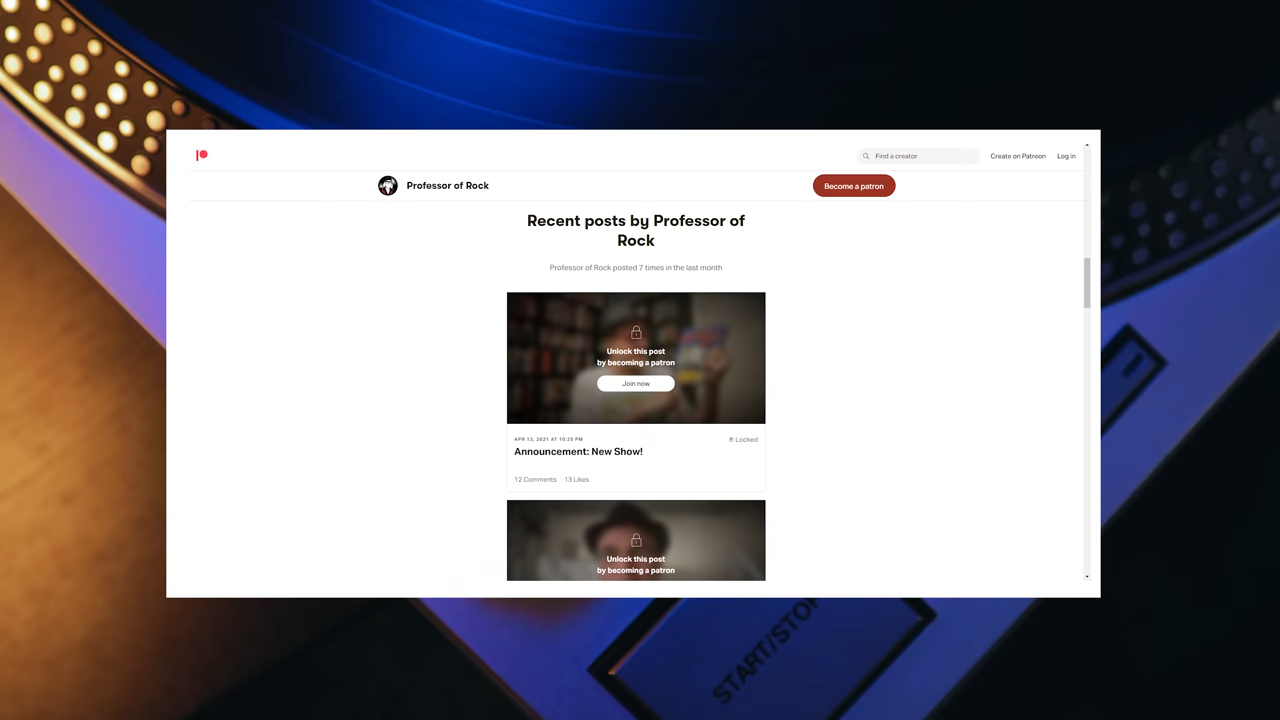 Find a creator
Create on Patreon
Log in
Professor of Rock
Become a patron
Recent posts by Professor of
Rock
Professor of Rock posted 7 times in the last month
Unlock this post
by becoming a patron
Join now
APR 13, 2021 AT 10:25 PM
Locked
Announcement: New Show!
12 Comments
13 Likes
Unlock this post
by becoming a patron
START/STOP